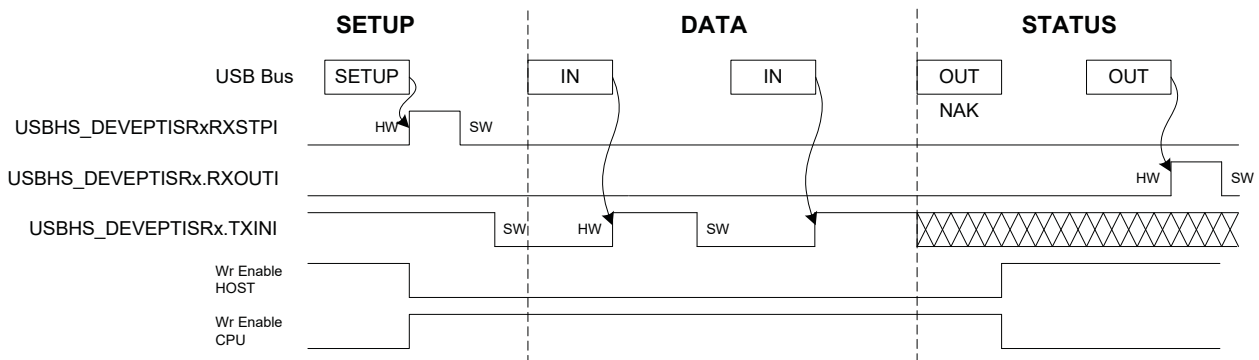 SETUP DATA STATUS
USB Bus SETUP IN IN OUT OUT
NAK
USBHS_DEVEPTISRxRXSTPI HW SW
USBHS_DEVEPTISRx.RXOUTI HW SW
USBHS_DEVEPTISRx.TXINI SW HW SW
Wr Enable
HOST
Wr Enable
CPU